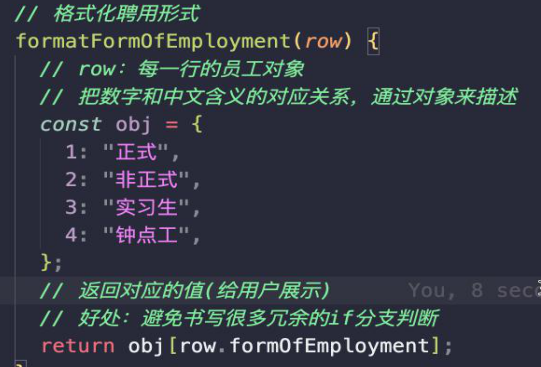 // 格式化聘用形式
formatFormOfEmployment(row) {
// row：每一行的员工对象
// 把数字和中文含义的对应关系，通过对象来描述
const obj = {
1: "正式",
2: "非正式",
3: "实习生",
4: "钟点工",
};
// 返回对应的值(给用户展示) You, 8 seco
// 好处：避免书写很多冗余的if分支判断
return obj[row.formOfEmployment];
}